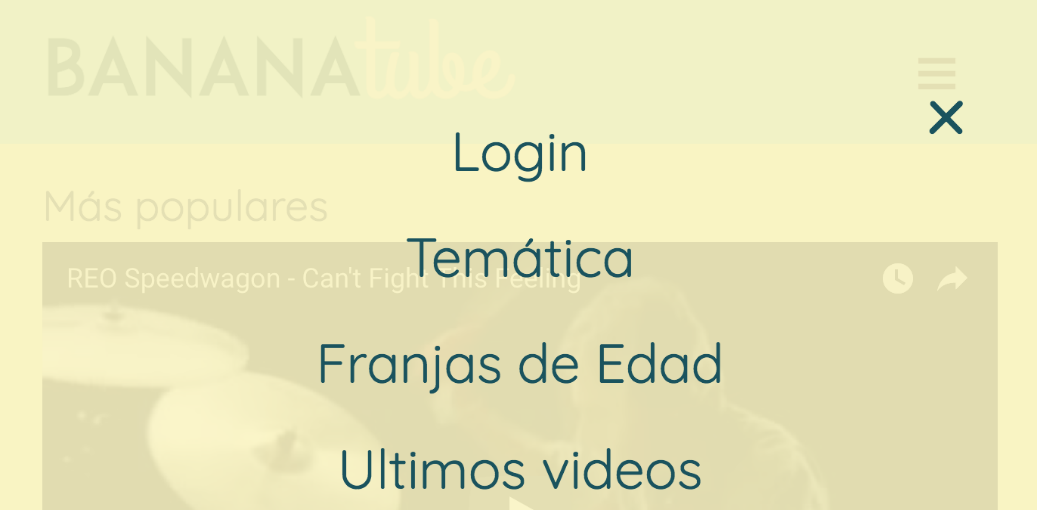 BANANAtube
Login
Más populares
Temática
REO Speedwagon - Can't Fight This Feeling
Franjas de Edad
Ultimos videos